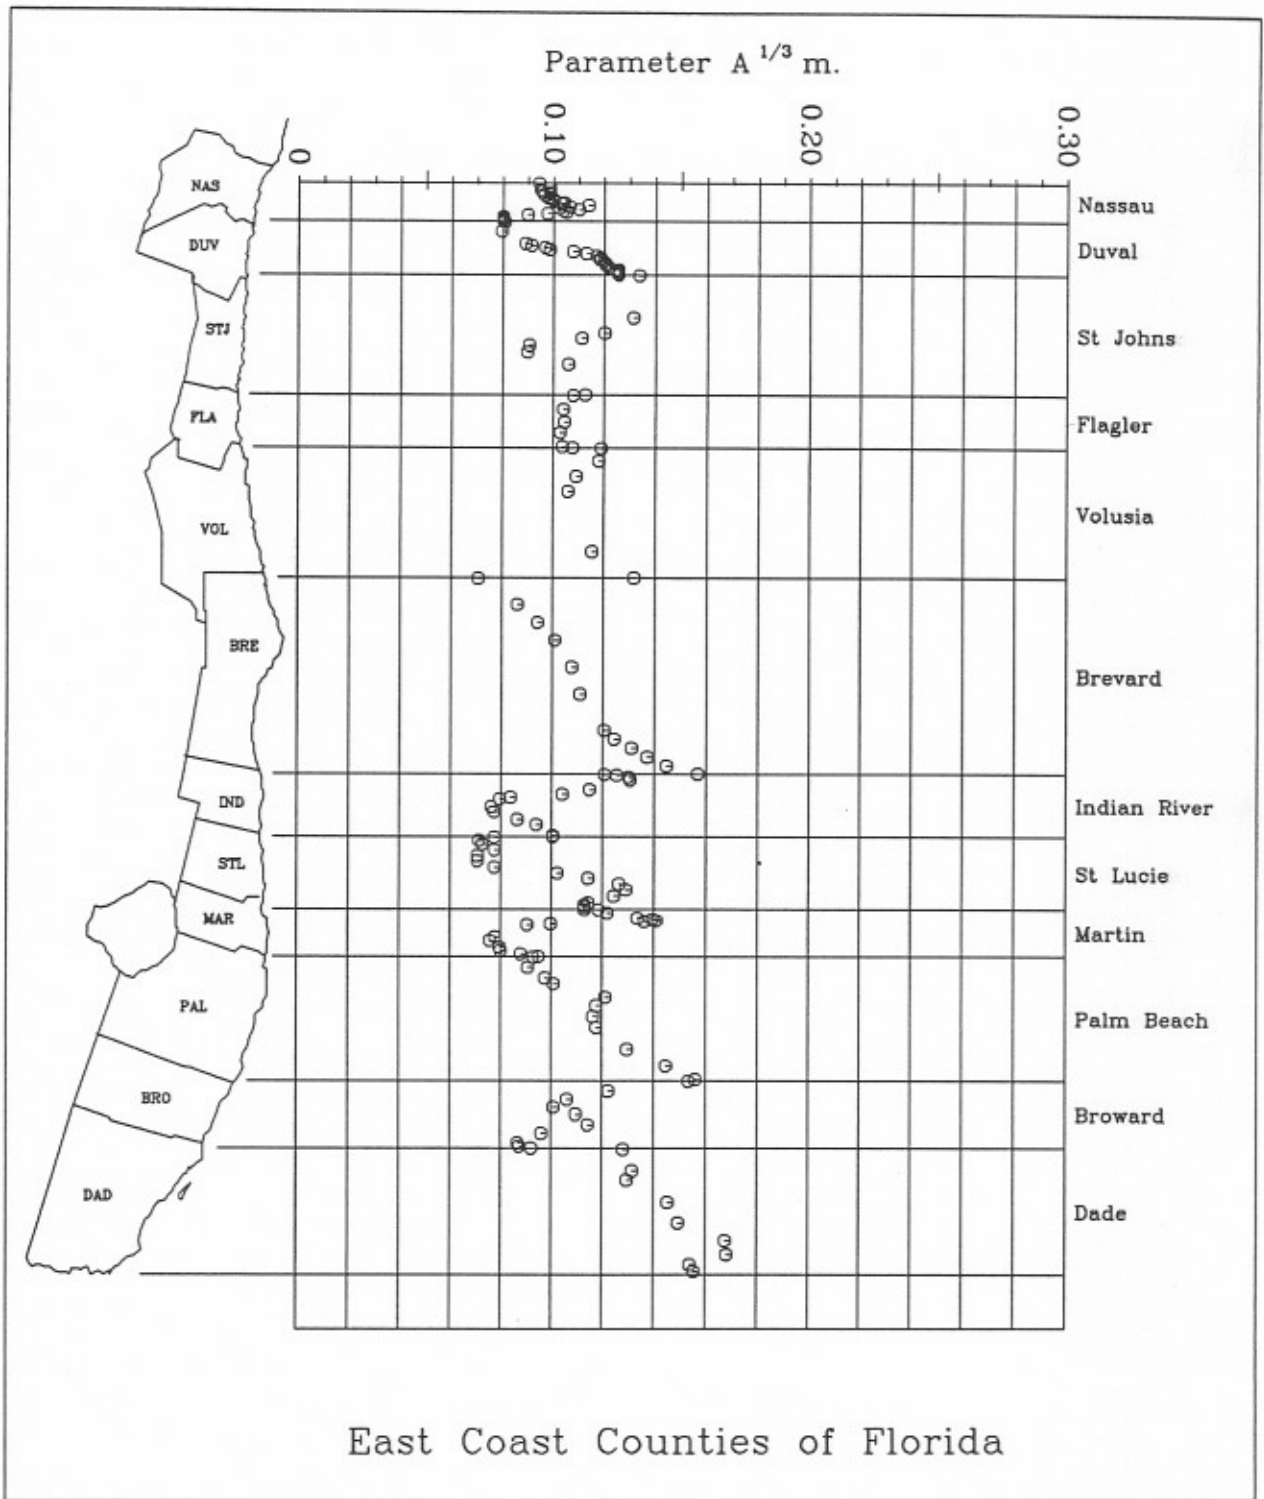 Parameter A 1/3 m.
0
0.10
0.20
0.30
NAS
DUV
STJ
FLA
VOL
BRE
IND
STL
MAR
PAL
BRO
DAD
Nassau
Duval
St Johns
Flagler
Volusia
Brevard
Indian River
St Lucie
Martin
Palm Beach
Broward
Dade
East Coast Counties of Florida